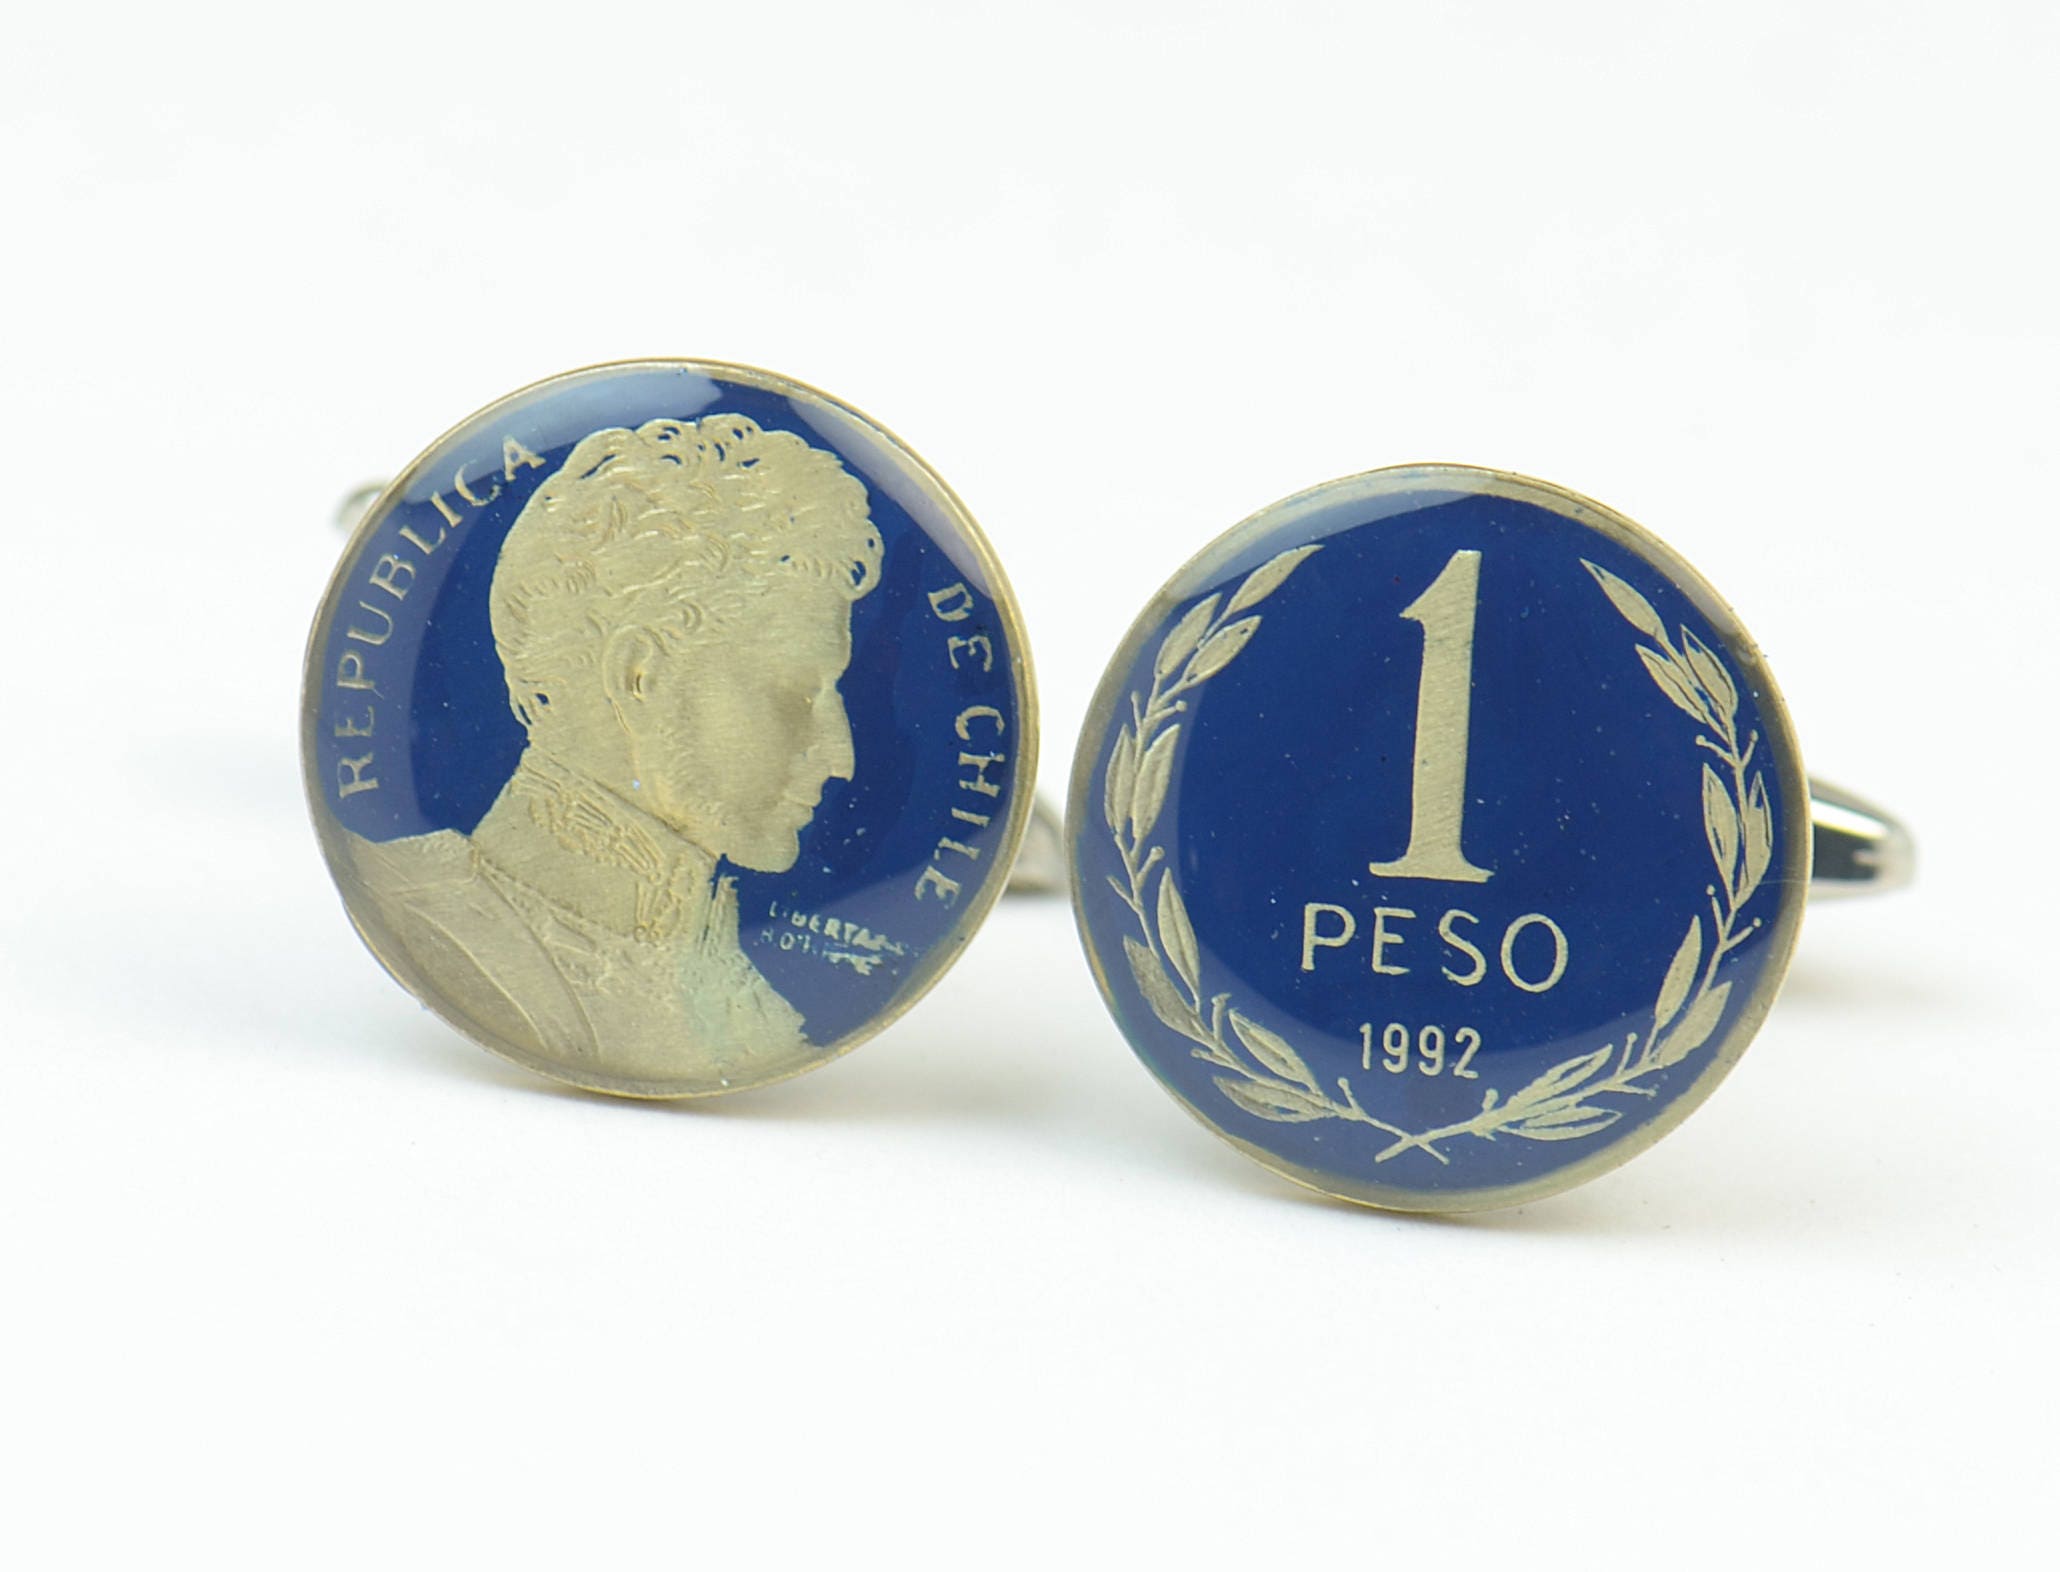 REPUBLICA DE CHILE
1
PESO
1992